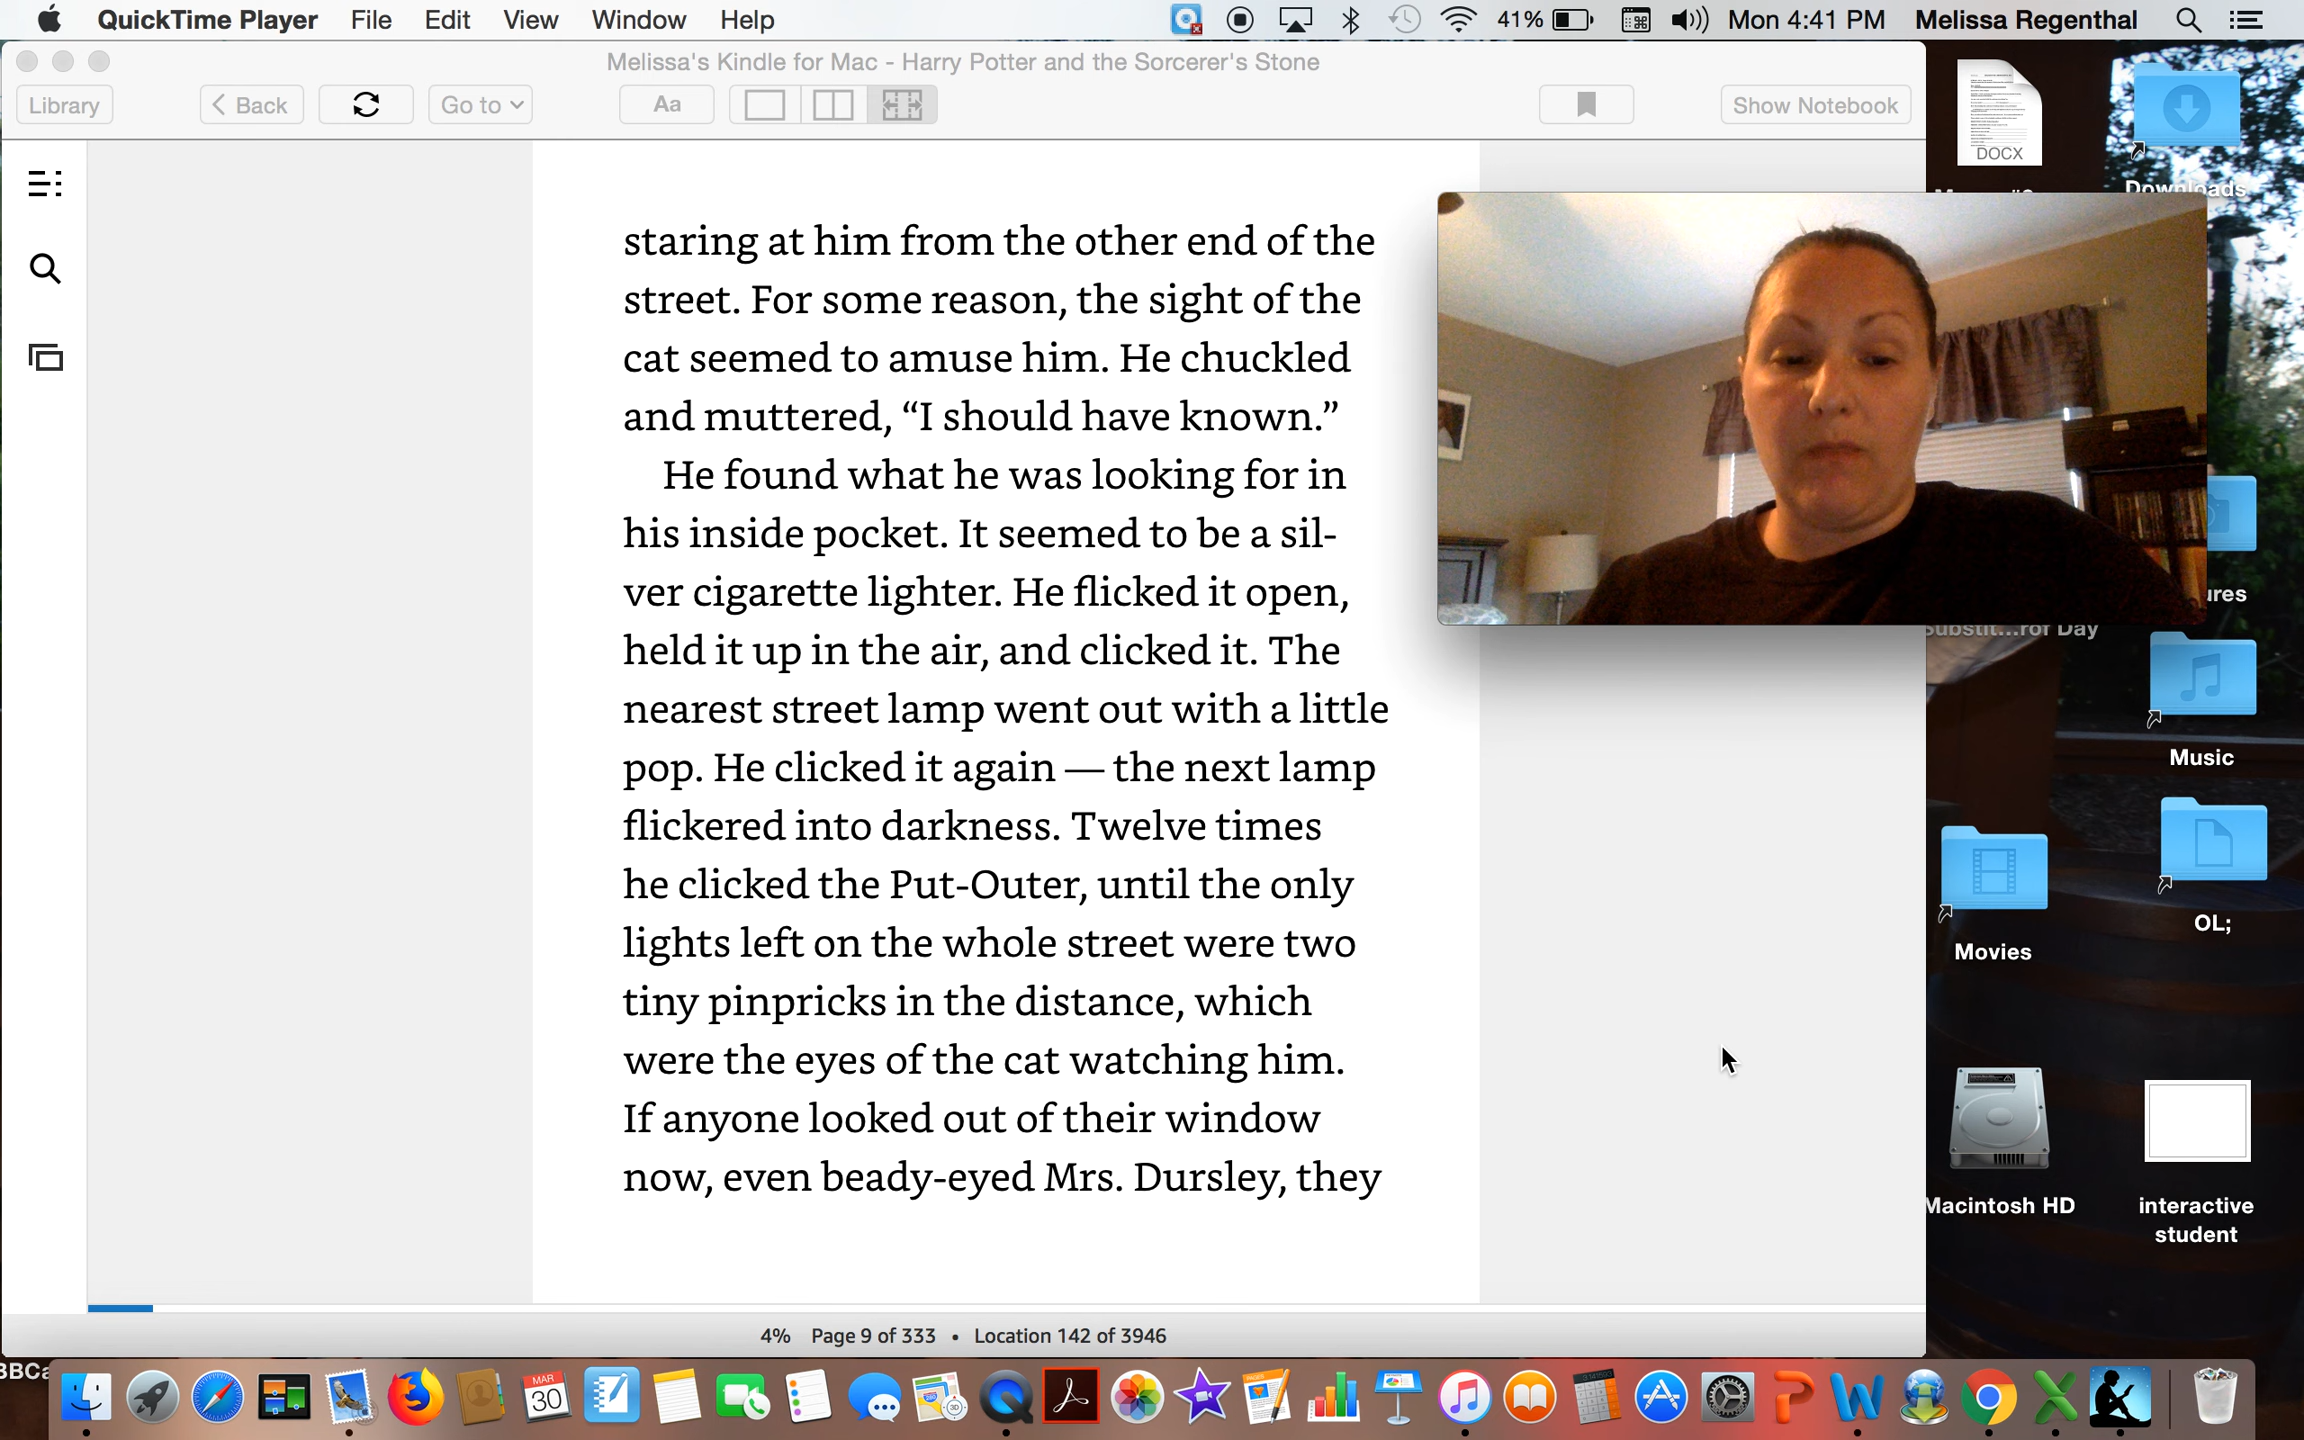 QuickTime Player File Edit View Window Help 41% Mon 4:41 PM Melissa Regenthal
Melissa's Kindle for Mac - Harry Potter and the Sorcerer's Stone
Library Back Go to Aa Show Notebook
staring at him from the other end of the
street. For some reason, the sight of the
cat seemed to amuse him. He chuckled
and muttered, “I should have known.”
He found what he was looking for in
his inside pocket. It seemed to be a sil-
ver cigarette lighter. He flicked it open,
held it up in the air, and clicked it. The
nearest street lamp went out with a little
pop. He clicked it again — the next lamp
flickered into darkness. Twelve times
he clicked the Put-Outer, until the only
lights left on the whole street were two
tiny pinpricks in the distance, which
were the eyes of the cat watching him.
If anyone looked out of their window
now, even beady-eyed Mrs. Dursley, they
4% Page 9 of 333 • Location 142 of 3946
DOCX
Downloads
ures
Substit...rof Day
Music
OL;
Movies
Macintosh HD
interactive
student
BBCa
MAR
30